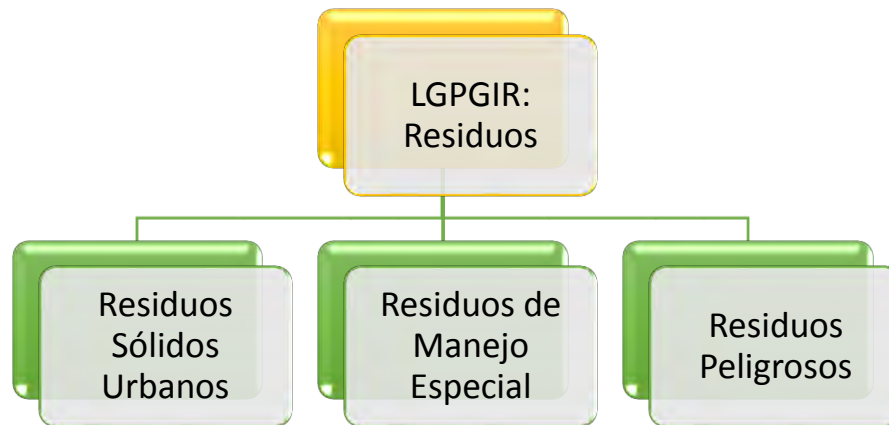 LGPGIR:
Residuos
Residuos
Sólidos
Urbanos
Residuos de
Manejo
Especial
Residuos
Peligrosos